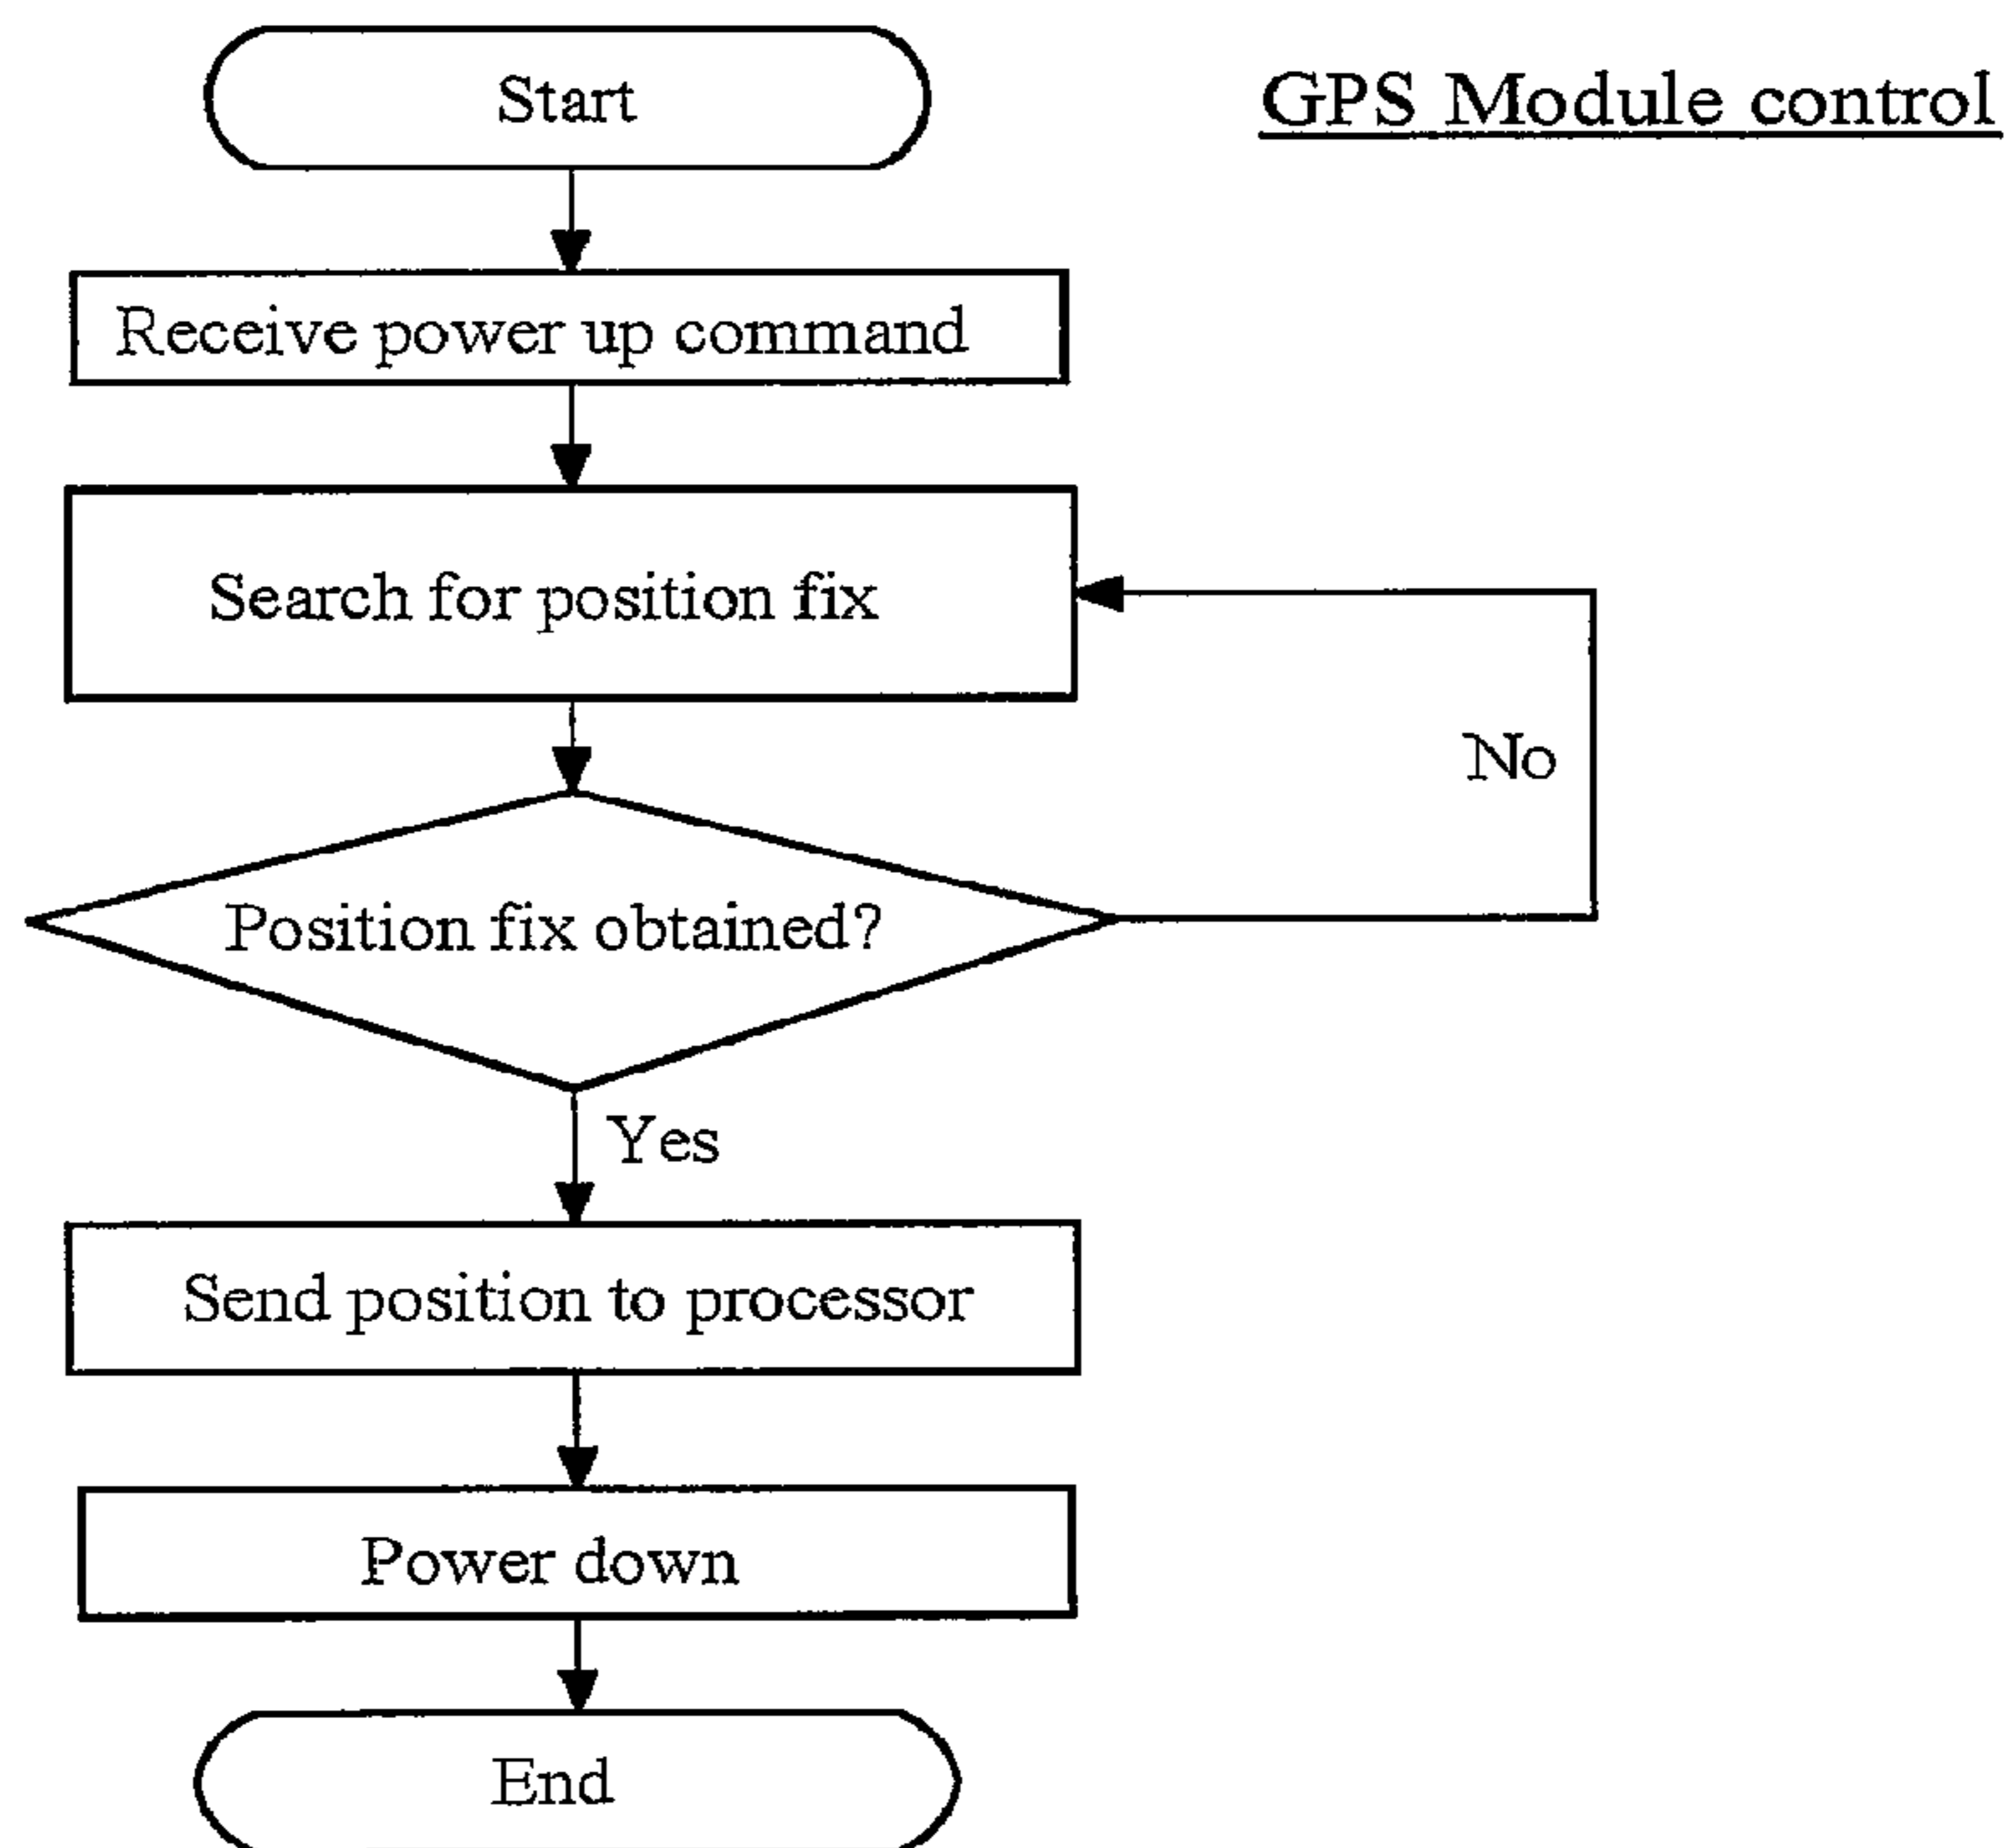 Start
GPS Module control
Receive power up command
Search for position fix
No
Position fix obtained?
Yes
Send position to processor
Power down
End